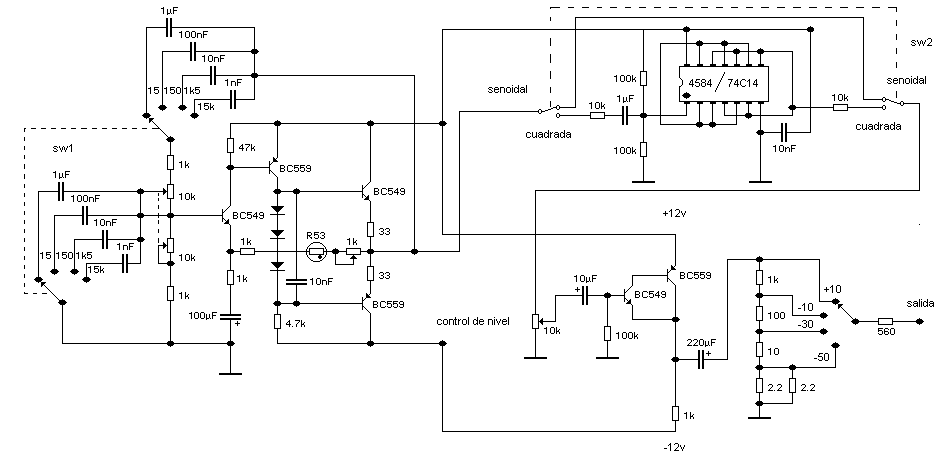 1µF
100nF
10nF
1nF
15 150 1k5
15k
sw1
1k
10k
10k
1k
1µF
100nF
10nF
1nF
15 150 1k5
15k
47k
BC559
BC549
BC549
R53
1k
1k
33
33
1k
10nF
BC559
100µF
4.7k
senoidal
cuadrada
10k
1µF
100k
100k
4584 / 74C14
10nF
10k
sw2
senoidal
cuadrada
+12v
control de nivel
10k
10µF
100k
BC549
BC559
220µF
1k
-12v
1k
100
10
2.2
2.2
+10
-10
-30
-50
560
salida